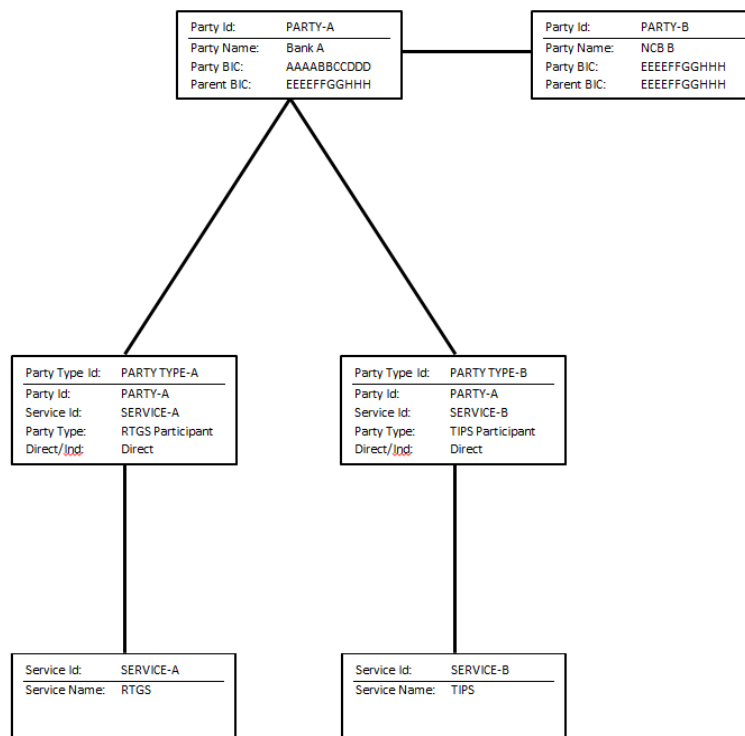 Party Id: PARTY-A
Party Name: Bank A
Party BIC: AAAABBCCDDD
Parent BIC: EEEEFFGGHHH
Party Id: PARTY-B
Party Name: NCB B
Party BIC: EEEEFFGGHHH
Parent BIC: EEEEFFGGHHH
Party Type Id: PARTY TYPE-A
Party Id: PARTY-A
Service Id: SERVICE-A
Party Type: RTGS Participant
Direct/Ind: Direct
Party Type Id: PARTY TYPE-B
Party Id: PARTY-A
Service Id: SERVICE-B
Party Type: TIPS Participant
Direct/Ind: Direct
Service Id: SERVICE-A
Service Name: RTGS
Service Id: SERVICE-B
Service Name: TIPS